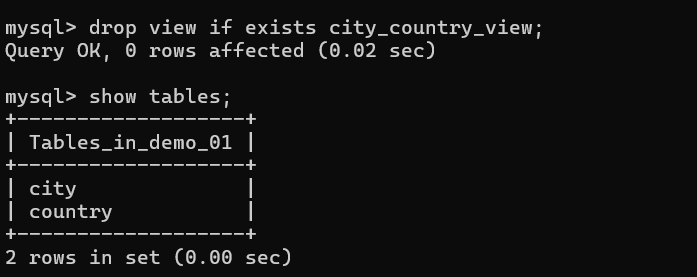 mysql> drop view if exists city_country_view;
Query OK, 0 rows affected (0.02 sec)
mysql> show tables;
+-------------------+
| Tables_in_demo_01 |
+-------------------+
| city              |
| country           |
+-------------------+
2 rows in set (0.00 sec)